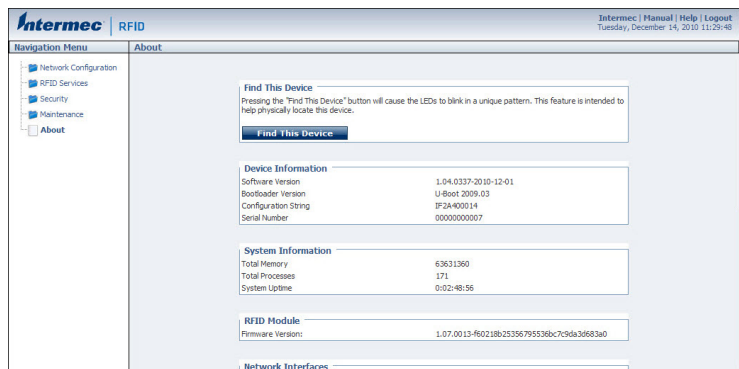 Intermec RFID
Intermec | Manual | Help | Logout
Tuesday, December 14, 2010 11:29:48
Navigation Menu
About
Network Configuration
RFID Services
Security
Maintenance
About
Find This Device
Pressing the "Find This Device" button will cause the LEDs to blink in a unique pattern. This feature is intended to
help physically locate this device.
Find This Device
Device Information
Software Version 1.04.0337-2010-12-01
Bootloader Version U-Boot 2009.03
Configuration String IF2A400014
Serial Number 00000000007
System Information
Total Memory 63631360
Total Processes 171
System Uptime 0:02:48:56
RFID Module
Firmware Version: 1.07.0013-f60218b25356795536bc7c9da3d683a0
Network Interfaces